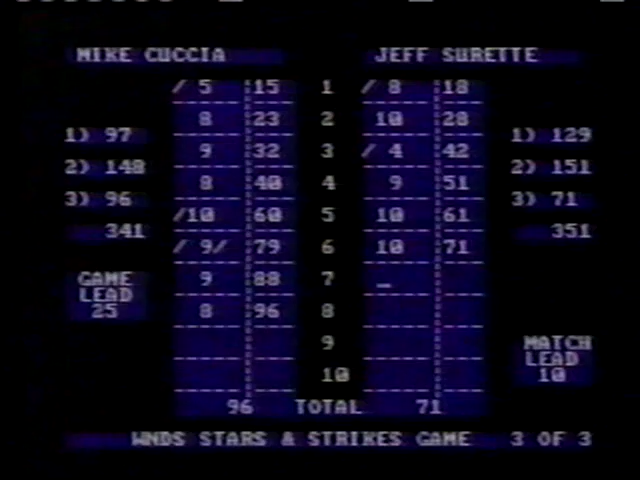 MIKE CUCCIA JEFF SURETTE
/ 5 15 1 / 8 18
8 23 2 10 28
1) 97 1) 129
9 32 3 / 4 42
2) 148 2) 151
8 40 4 9 51
3) 96 3) 71
/10 60 5 10 61
341 351
/ 9/ 79 6 10 71
GAME 9 88 7 _
LEAD
25 8 96 8
9 MATCH
LEAD
10 10
96 TOTAL 71
WNDS STARS & STRIKES GAME 3 OF 3